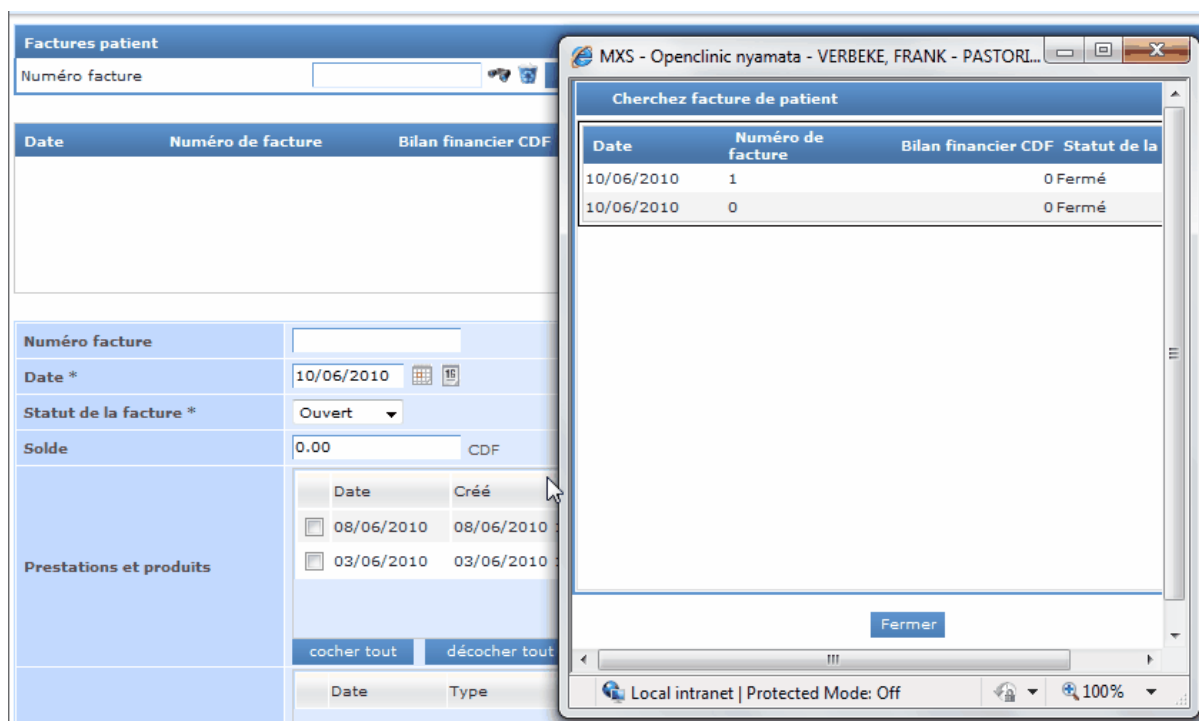 Factures patient
Numéro facture
Date Numéro de facture Bilan financier CDF
Numéro facture
Date * 10/06/2010
Statut de la facture * Ouvert
Solde 0.00 CDF
Date Créé
08/06/2010 08/06/2010
03/06/2010 03/06/2010
Prestations et produits
cocher tout décocher tout
Date Type
MXS - Openclinic nyamata - VERBEKE, FRANK - PASTORI...
Cherchez facture de patient
Date Numéro de facture Bilan financier CDF Statut de la
10/06/2010 1 0 Fermé
10/06/2010 0 0 Fermé
Fermer
Local intranet | Protected Mode: Off 100%